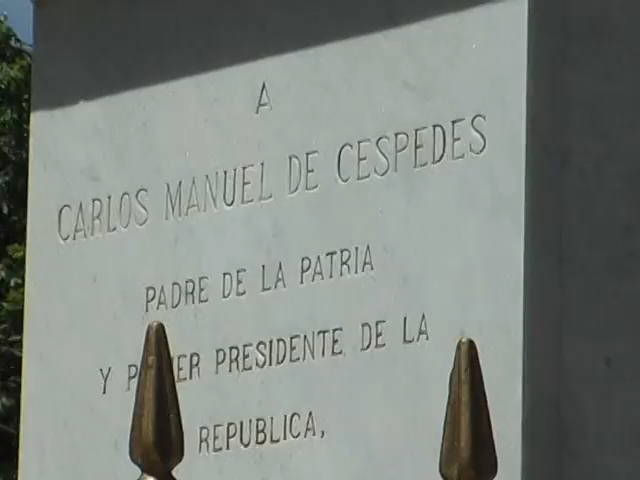 A
CARLOS MANUEL DE CESPEDES
PADRE DE LA PATRIA
Y PRESIDENTE DE LA
REPUBLICA,